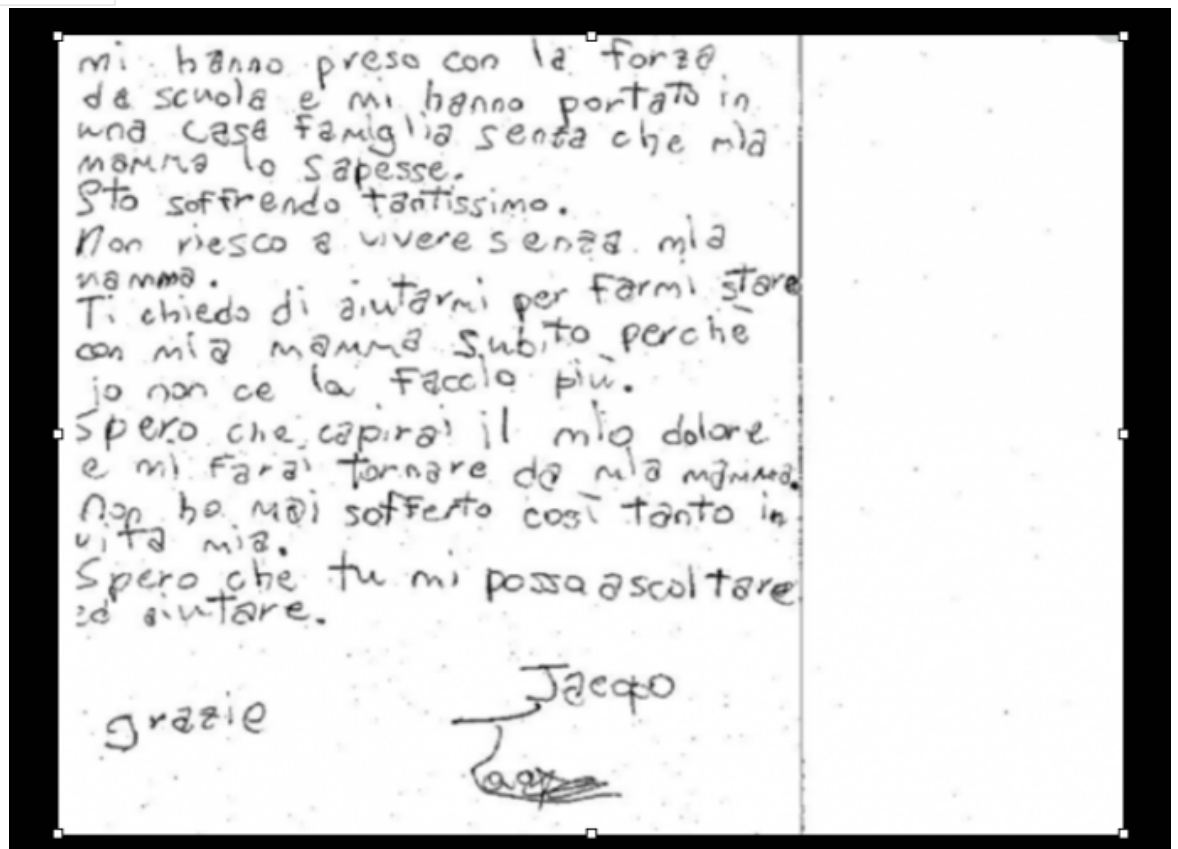 mi hanno preso con la forza
da scuola e mi hanno portato in
una casa famiglia senza che mia
mamma lo sapesse.
Sto soffrendo tantissimo.
Non riesco a vivere senza mia
mamma.
Ti chiedo di aiutarmi per farmi stare
con mia mamma subito perchè
io non ce la faccio più.
Spero che capirai il mio dolore
e mi farai tornare da mia mamma.
Non ho mai sofferto così tanto in
vita mia.
Spero che tu mi possa ascoltare
ed aiutare.
Jacopo
grazie